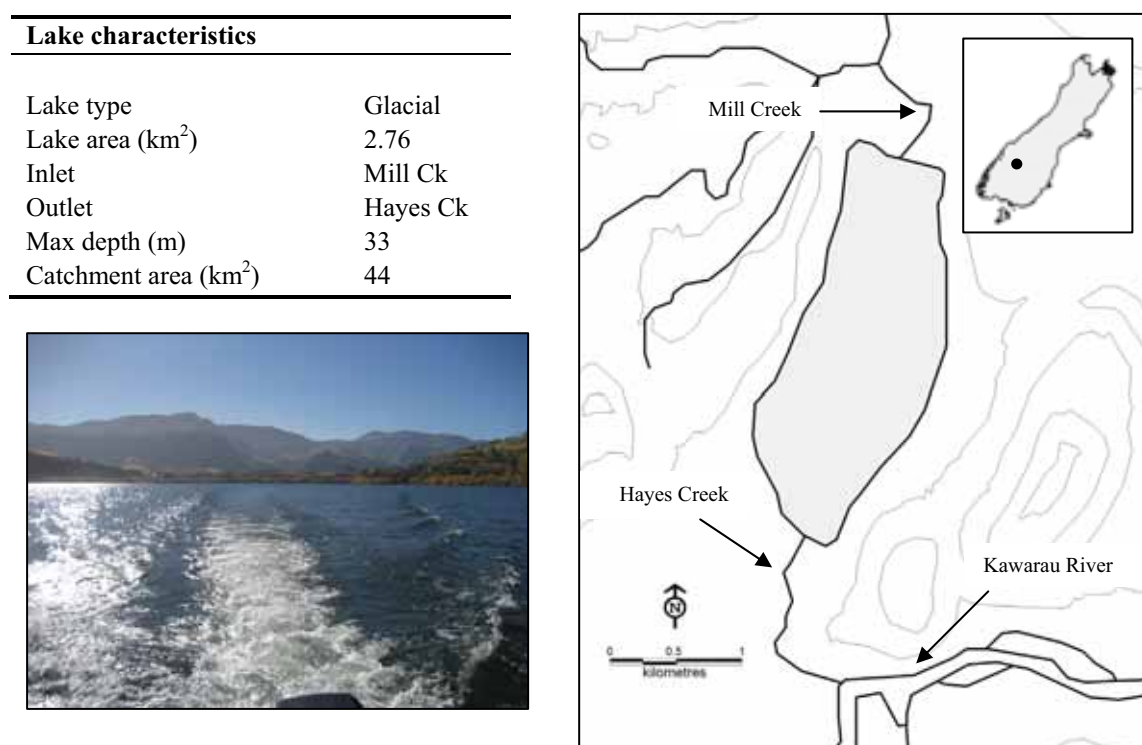 Lake characteristics
Lake type Glacial
Lake area (km²) 2.76
Inlet Mill Ck
Outlet Hayes Ck
Max depth (m) 33
Catchment area (km²) 44
Mill Creek
Hayes Creek
Kawarau River
N
0 0.5 1
kilometres